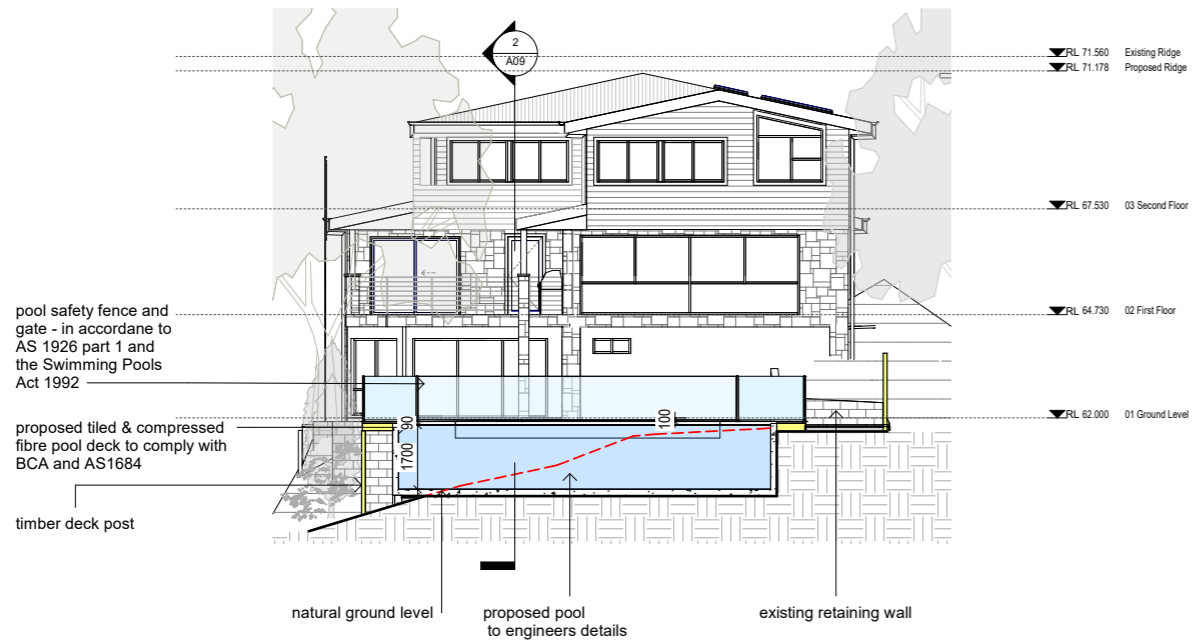 2
A09
RL 71.560 Existing Ridge
RL 71.178 Proposed Ridge
RL 67.530 03 Second Floor
RL 64.730 02 First Floor
RL 62.000 01 Ground Level
pool safety fence and
gate - in accordane to
AS 1926 part 1 and
the Swimming Pools
Act 1992
proposed tiled & compressed
fibre pool deck to comply with
BCA and AS1684
timber deck post
90
1700
100
natural ground level
proposed pool
to engineers details
existing retaining wall